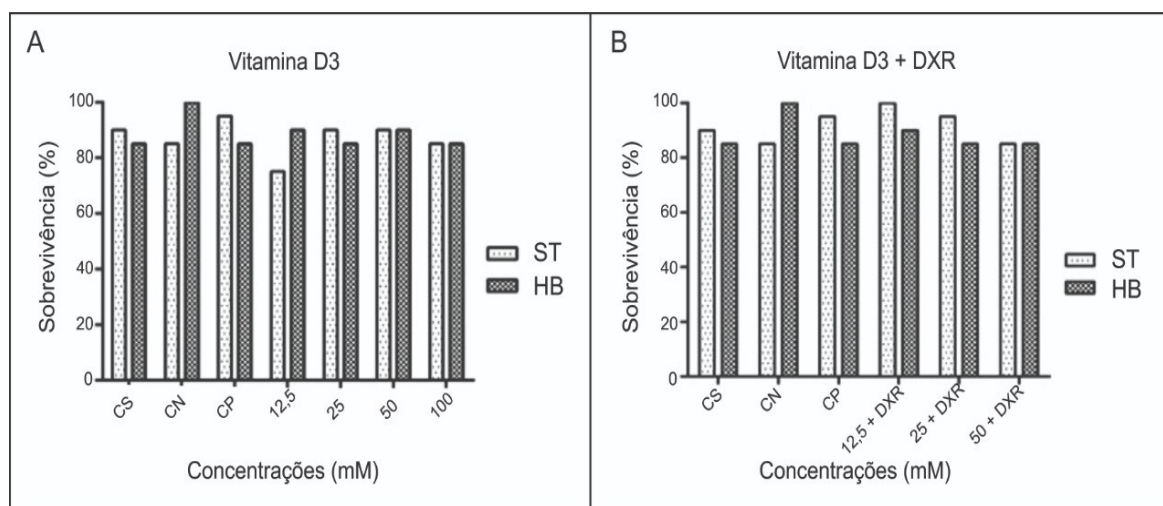 A
Vitamina D3
Sobrevivência (%)
100
80
60
40
20
0
CS
CN
CP
12,5
25
50
100
Concentrações (mM)
ST
HB
B
Vitamina D3 + DXR
Sobrevivência (%)
100
80
60
40
20
0
CS
CN
CP
12,5 + DXR
25 + DXR
50 + DXR
Concentrações (mM)
ST
HB